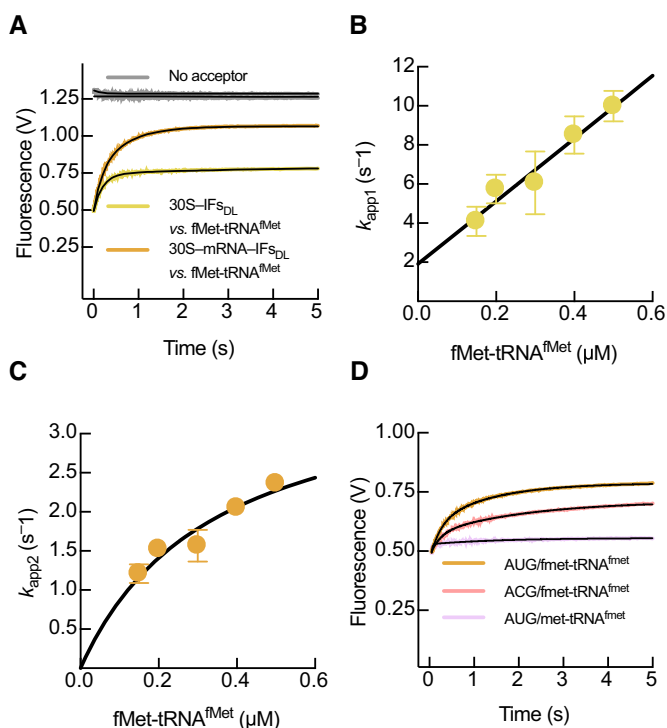 A
Fluorescence (V)
1.25
1.00
0.75
0.50
0.25
No acceptor
30S–IFsDL
vs. fMet-tRNAfMet
30S–mRNA–IFsDL
vs. fMet-tRNAfMet
0 1 2 3 4 5
Time (s)
B
kapp1 (s–1)
12
10
8
6
4
2
0.0 0.2 0.4 0.6
fMet-tRNAfMet (μM)
C
kapp2 (s–1)
3.0
2.5
2.0
1.5
1.0
0.5
0.0 0.2 0.4 0.6
fMet-tRNAfMet (μM)
D
Fluorescence (V)
1.00
0.75
0.50
0.25
AUG/fmet-tRNAfmet
ACG/fmet-tRNAfmet
AUG/met-tRNAfmet
0 1 2 3 4 5
Time (s)